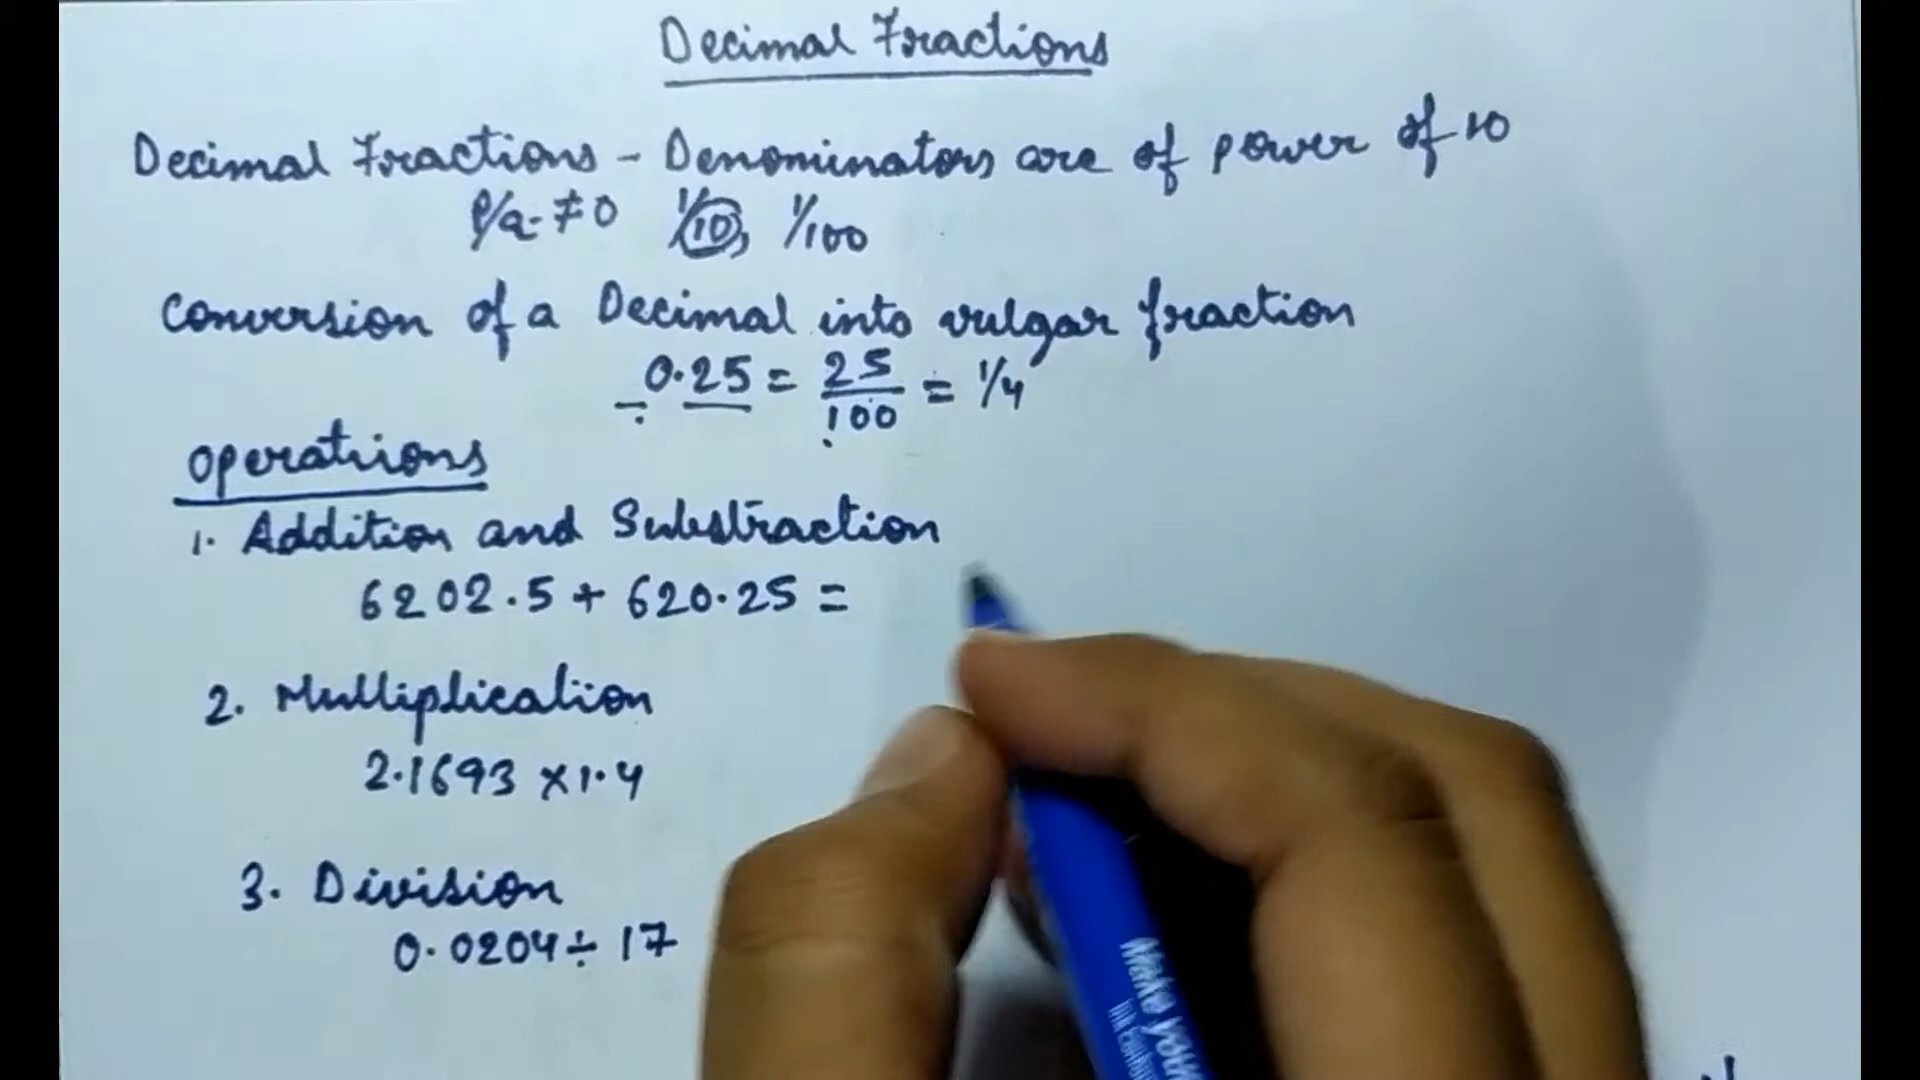 Decimal Fractions
Decimal Fractions - Denominators are of power of 10
P/q ≠ 0 1/10, 1/100
Conversion of a Decimal into vulgar fraction
0.25 = 25/100 = 1/4
Operations
1. Addition and Substraction
6202.5 + 620.25 =
2. Multiplication
2.1693 × 1.4
3. Division
0.0204 ÷ 17
Make your